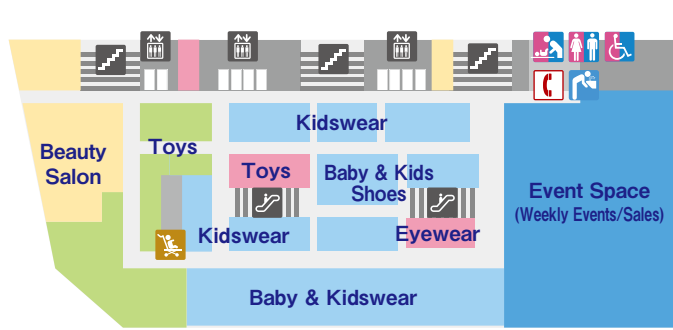 Kidswear
Toys
Beauty
Salon
Toys
Baby & Kids
Shoes
Event Space
(Weekly Events/Sales)
Kidswear
Eyewear
Baby & Kidswear